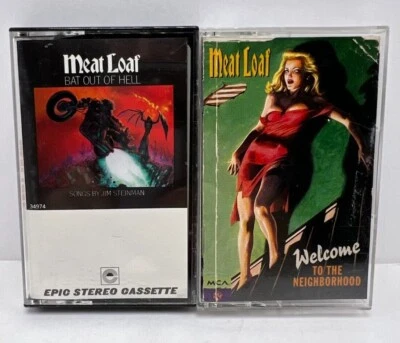 Meat Loaf
BAT OUT OF HELL
SONGS BY JIM STEINMAN
34974
EPIC STEREO CASSETTE
Meat Loaf
Welcome
TO THE
NEIGHBORHOOD
MCA